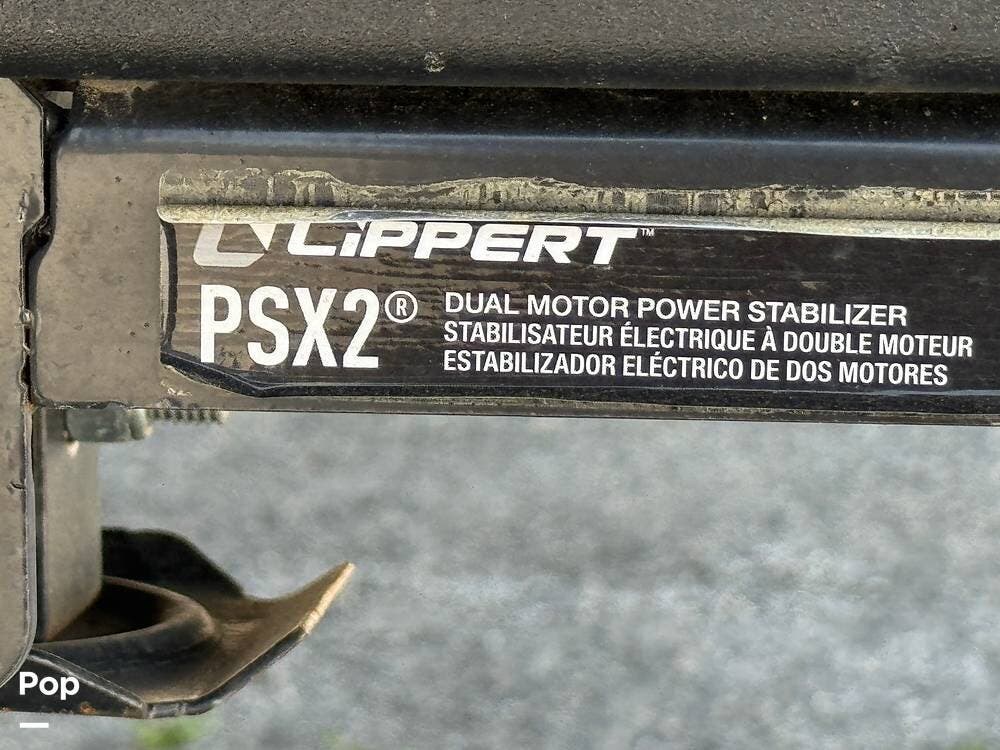 LIPPERT™
PSX2®
DUAL MOTOR POWER STABILIZER
STABILISATEUR ÉLECTRIQUE À DOUBLE MOTEUR
ESTABILIZADOR ELÉCTRICO DE DOS MOTORES
Pop